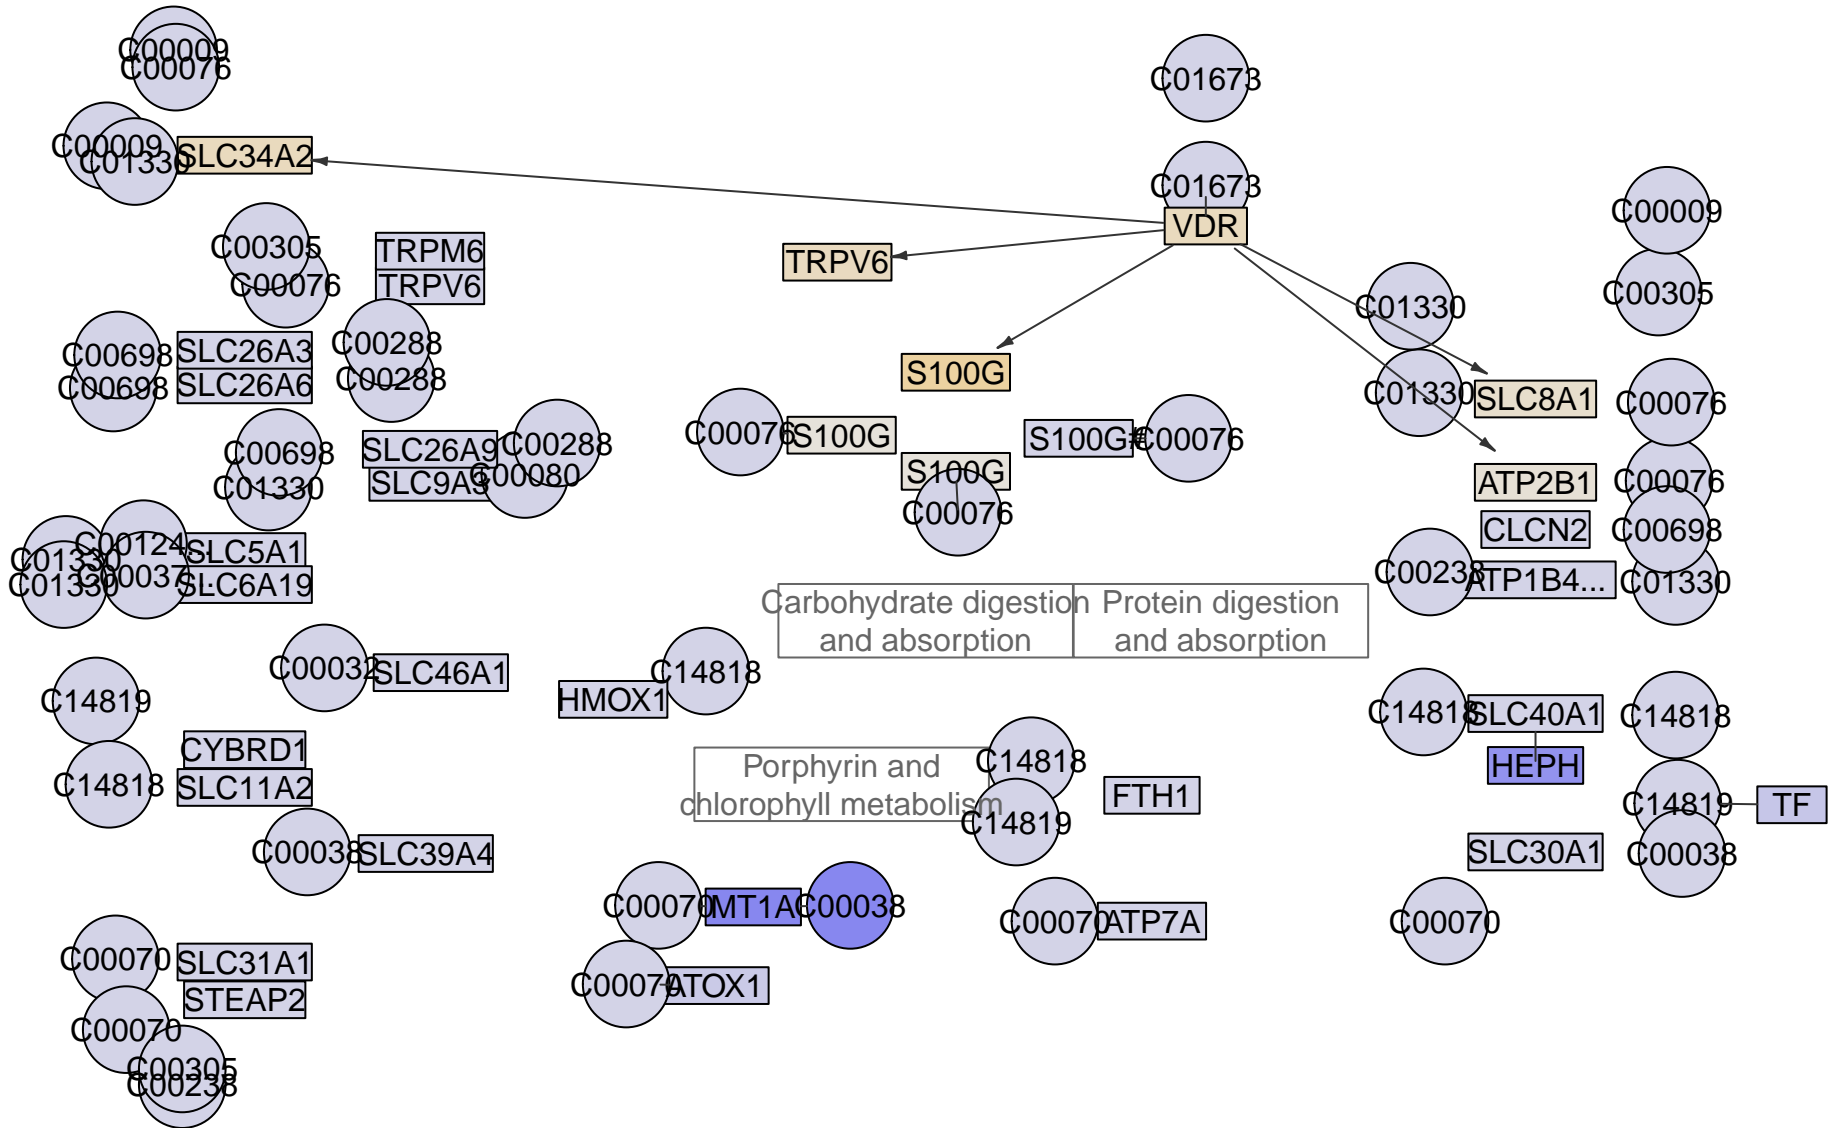 C00009
C00076
C01673
C00009
C01330
SLC34A2
C01673
VDR
C00009
C00305
TRPM6
TRPV6
C00076
TRPV6
C00305
C01330
C00698
SLC26A3
C00288
C00698
SLC26A6
C00288
S100G
C01330
SLC8A1
C00076
C00076
S100G
S100G#
C00076
C00698
SLC26A9
C00288
C01330
SLC9A3
C00080
S100G
C00076
ATP2B1
C00076
CLCN2
C00698
C00124...
SLC5A1
C01330
C00037...
SLC6A19
C01330
C00238
ATP1B4...
C01330
Carbohydrate digestion
and absorption
Protein digestion
and absorption
C00032
SLC46A1
C14818
HMOX1
C14819
C14818
SLC40A1
C14818
CYBRD1
HEPH
C14818
SLC11A2
Porphyrin and
chlorophyll metabolism
C14818
C14819
FTH1
C14819
TF
C00038
SLC39A4
SLC30A1
C00038
C00070
MT1A
C00038
C00070
ATP7A
C00070
C00070
SLC31A1
C00070
ATOX1
STEAP2
C00070
C00305
C00238